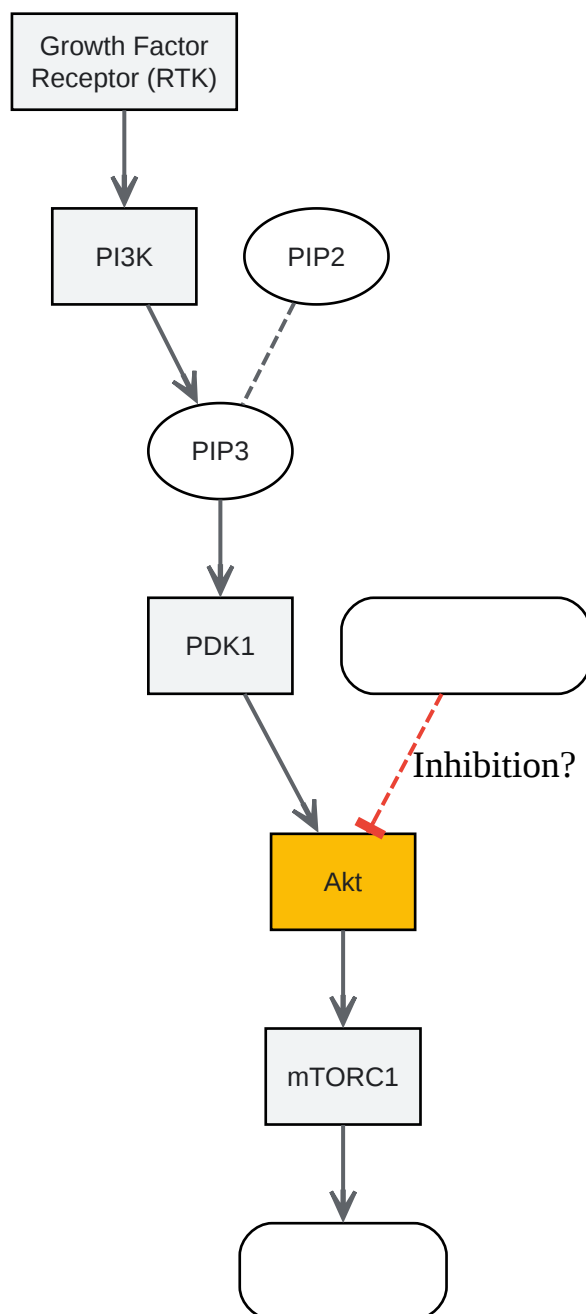 Growth Factor
Receptor (RTK)
PI3K
PIP2
PIP3
PDK1
Inhibition?
Akt
mTORC1